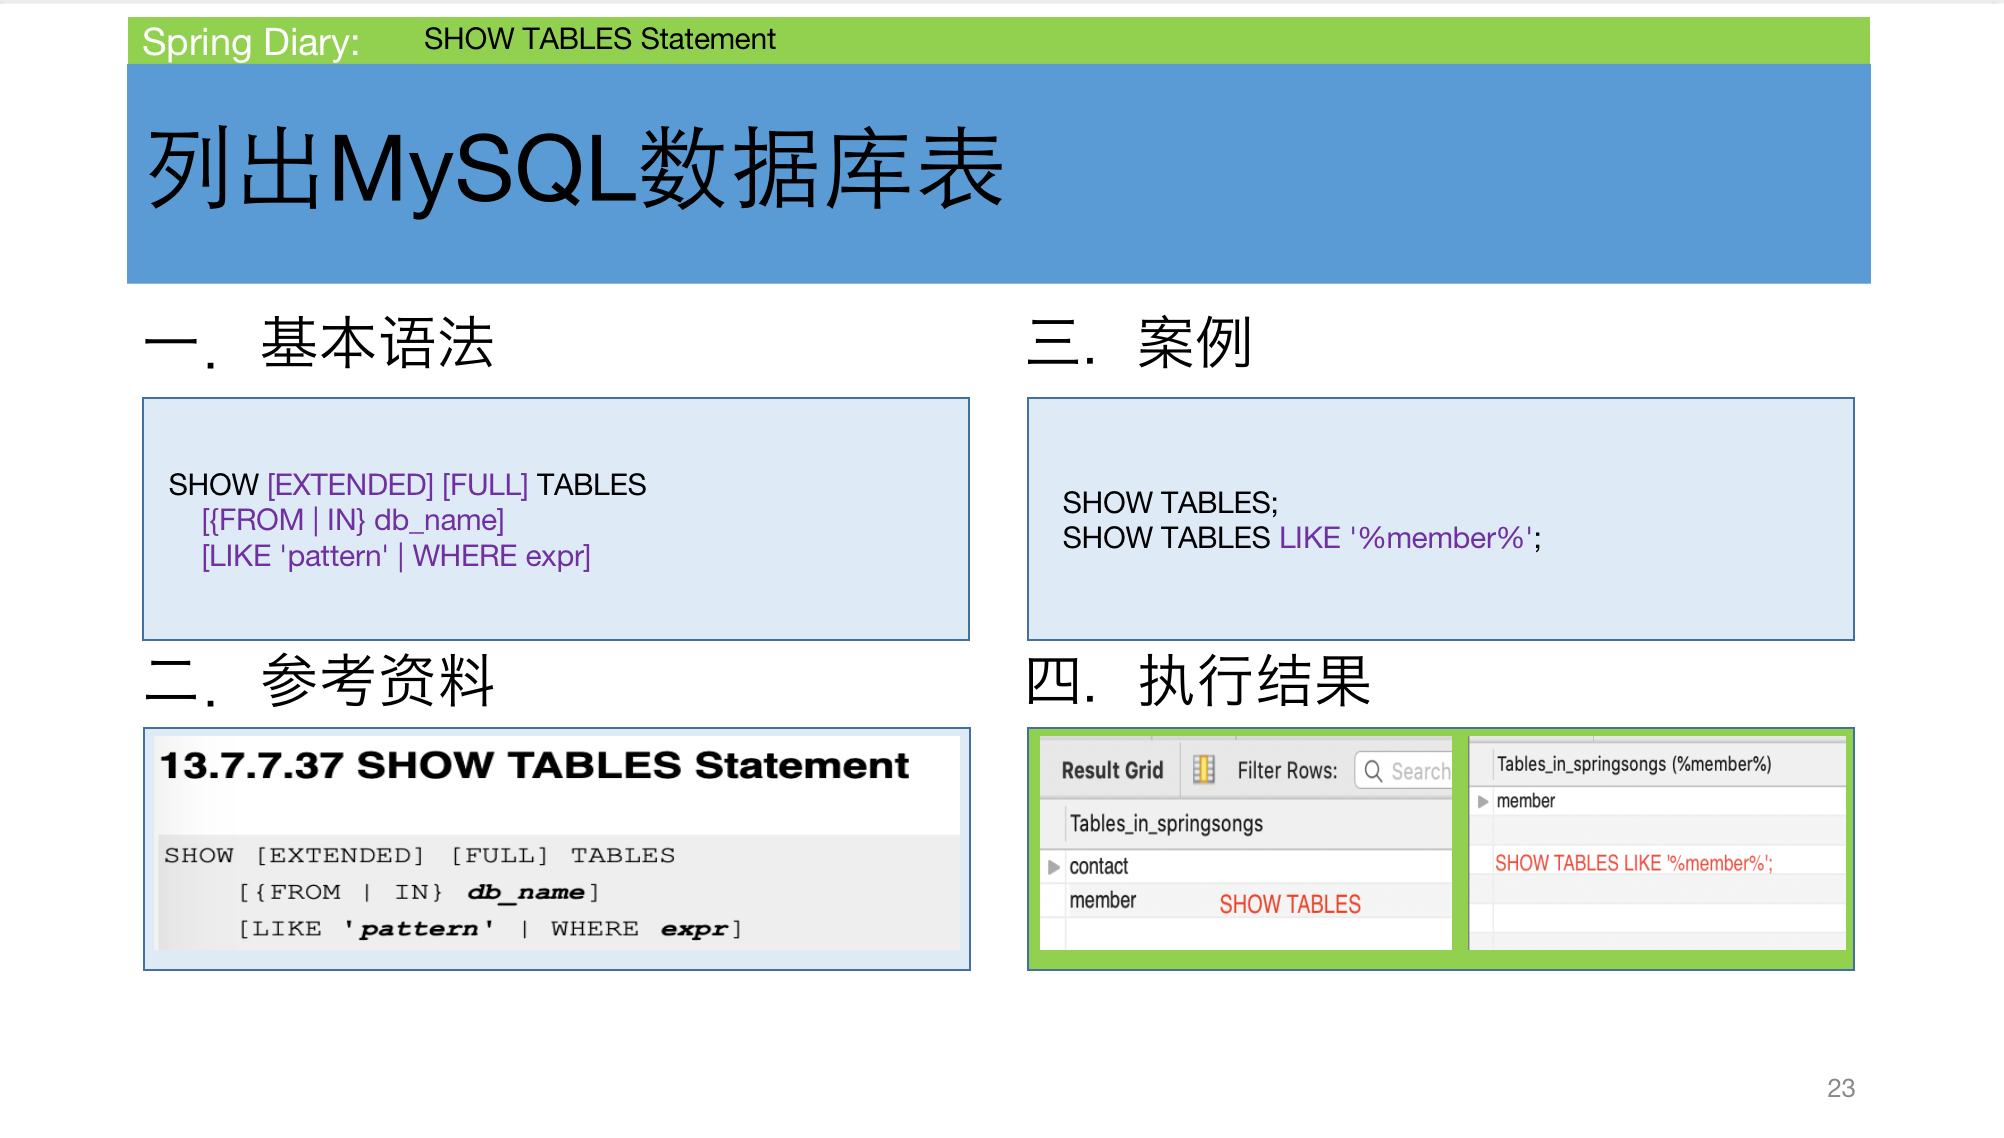 Spring Diary: SHOW TABLES Statement
列出MySQL数据库表
一. 基本语法
SHOW [EXTENDED] [FULL] TABLES
[{FROM | IN} db_name]
[LIKE 'pattern' | WHERE expr]
二. 参考资料
13.7.7.37 SHOW TABLES Statement
SHOW [EXTENDED] [FULL] TABLES
[{FROM | IN} db_name]
[LIKE 'pattern' | WHERE expr]
三. 案例
SHOW TABLES;
SHOW TABLES LIKE '%member%';
四. 执行结果
Result Grid Filter Rows: Search
Tables_in_springsongs
contact
member SHOW TABLES
Tables_in_springsongs (%member%)
member
SHOW TABLES LIKE '%member%';
23